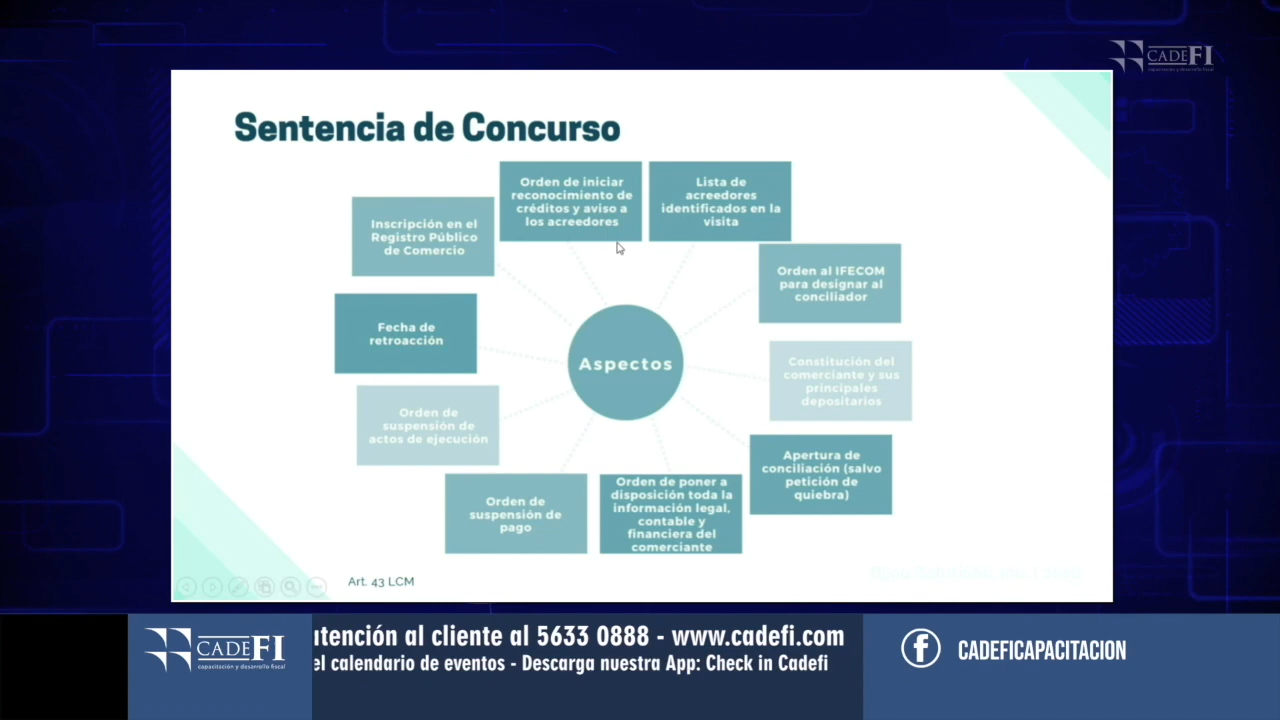 CADEFI
capacitación y desarrollo fiscal
Sentencia de Concurso
Orden de iniciar
reconocimiento de
créditos y aviso a
los acreedores
Lista de
acreedores
identificados en la
visita
Inscripción en el
Registro Público
de Comercio
Orden al IFECOM
para designar al
conciliador
Fecha de
retroacción
Aspectos
Constitución del
comerciante y sus
principales
depositarios
Orden de
suspensión de
actos de ejecución
Apertura de
conciliación (salvo
petición de
quiebra)
Orden de
suspensión de
pago
Orden de poner a
disposición toda la
información legal,
contable y
financiera del
comerciante
Art. 43 LCM
CADEFI
capacitación y desarrollo fiscal
atención al cliente al 5633 0888 - www.cadefi.com
el calendario de eventos - Descarga nuestra App: Check in Cadefi
CADEFICAPACITACION